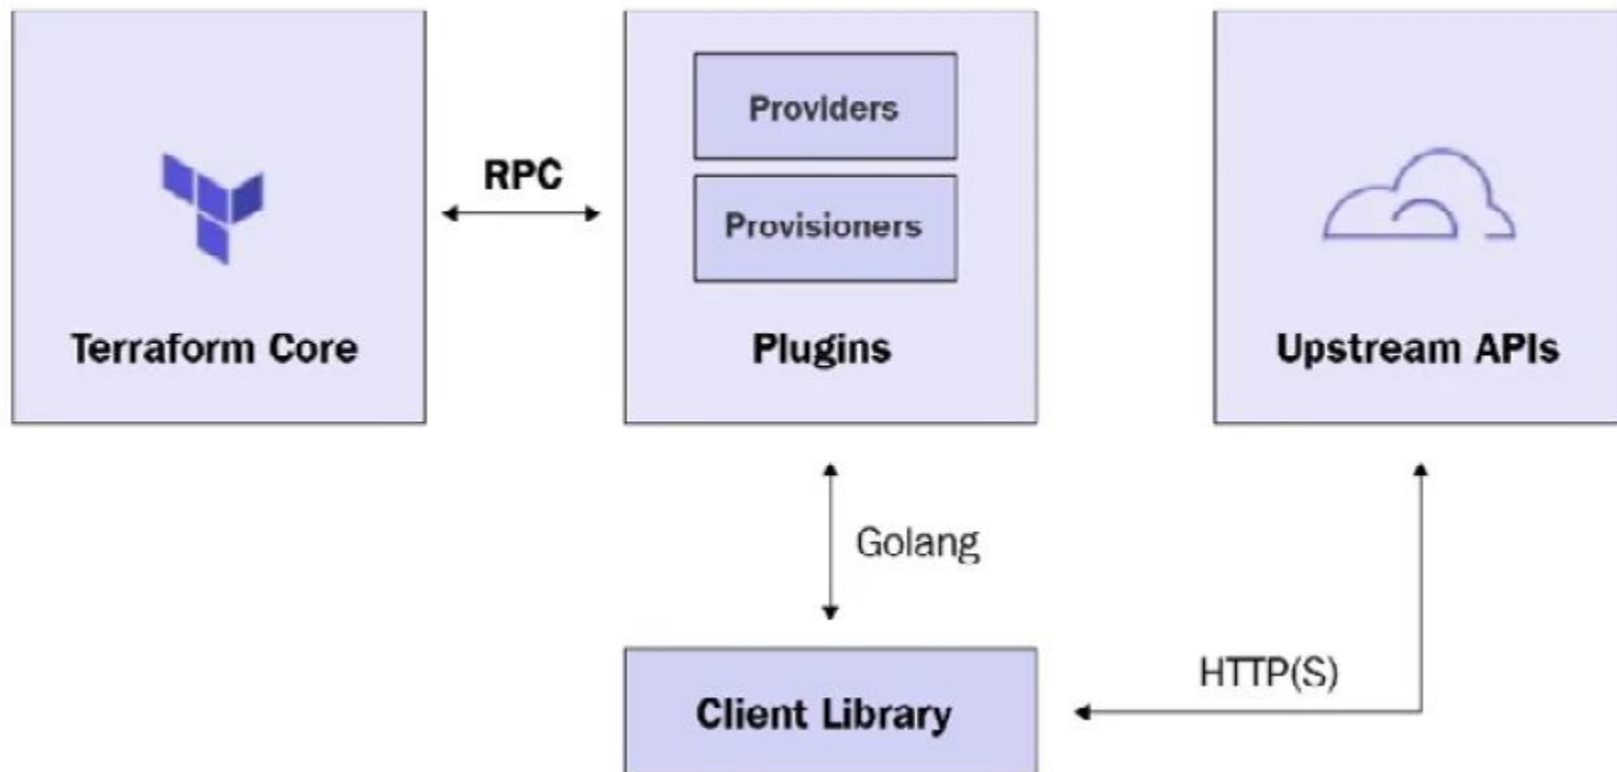 Providers
RPC
Provisioners
Terraform Core
Plugins
Upstream APIs
Golang
HTTP(S)
Client Library